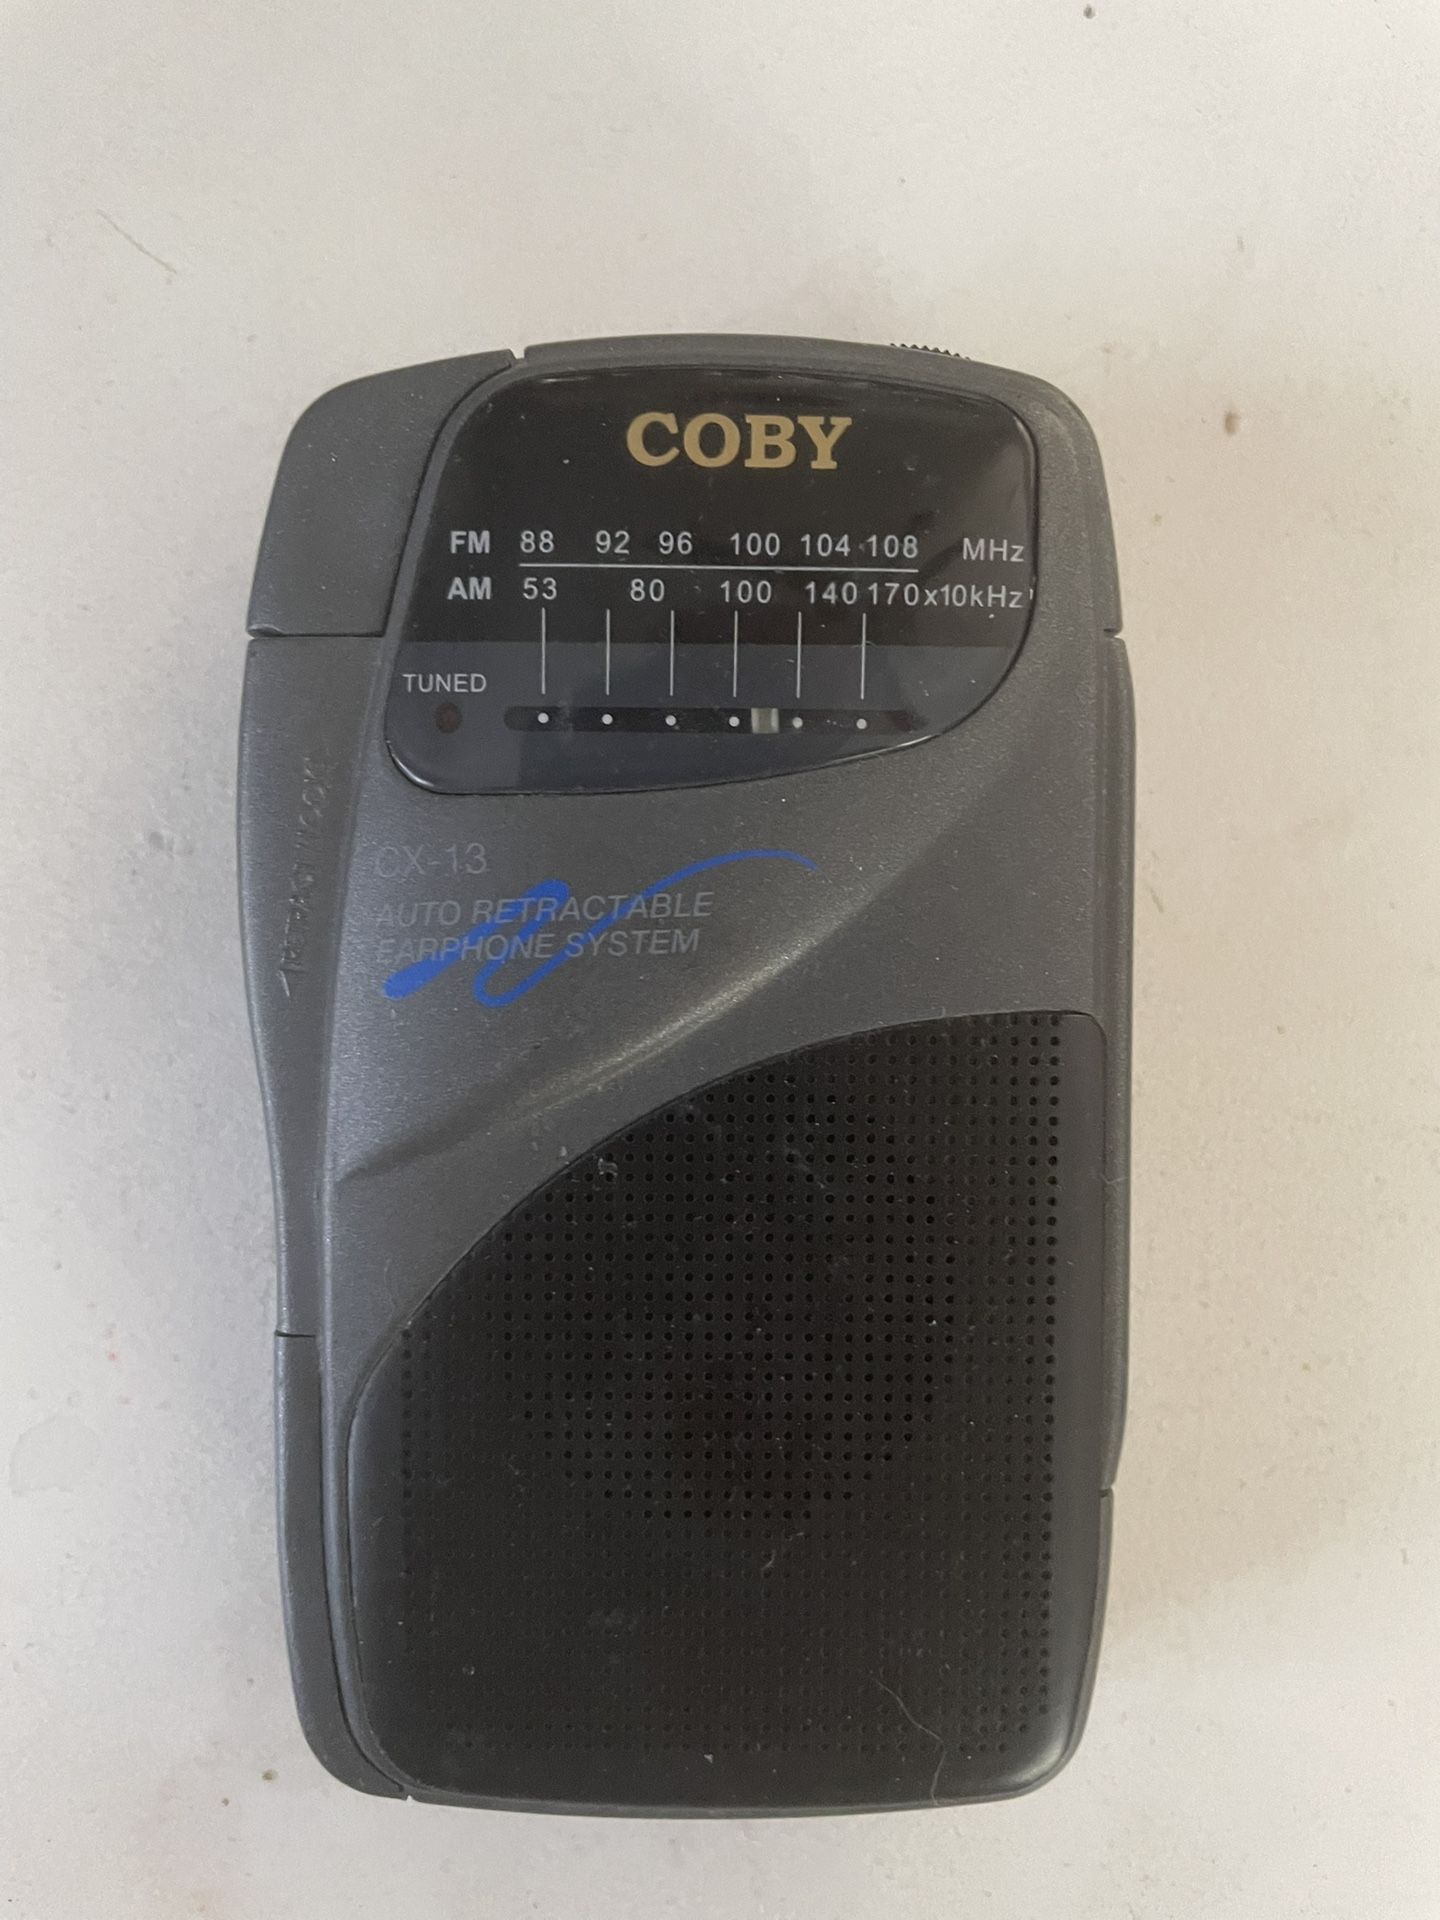 COBY
FM 88 92 96 100 104 108 MHz
AM 53 80 100 140 170 x10kHz
TUNED
CX-13
AUTO RETRACTABLE
EARPHONE SYSTEM